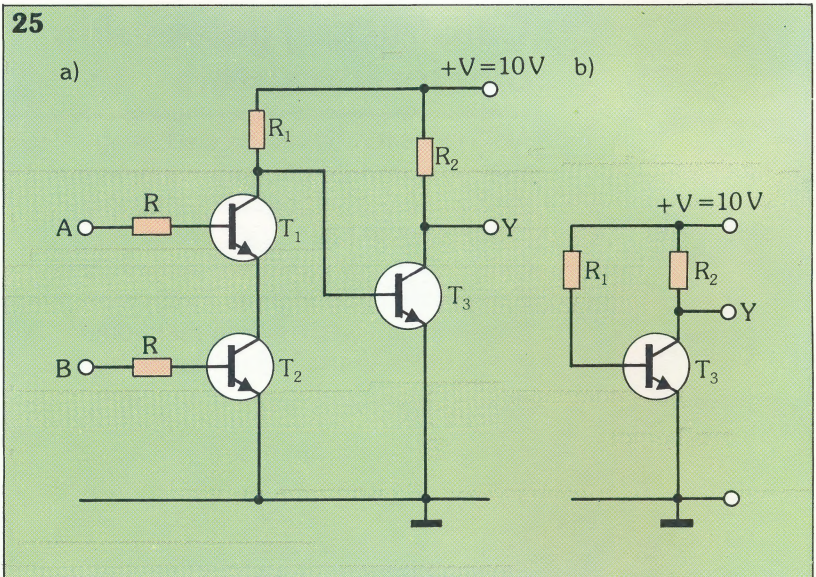 25
a)
+V=10V
b)
R₁
R₂
R
A
T₁
Y
T₃
R
B
T₂
+V=10V
R₁
R₂
Y
T₃